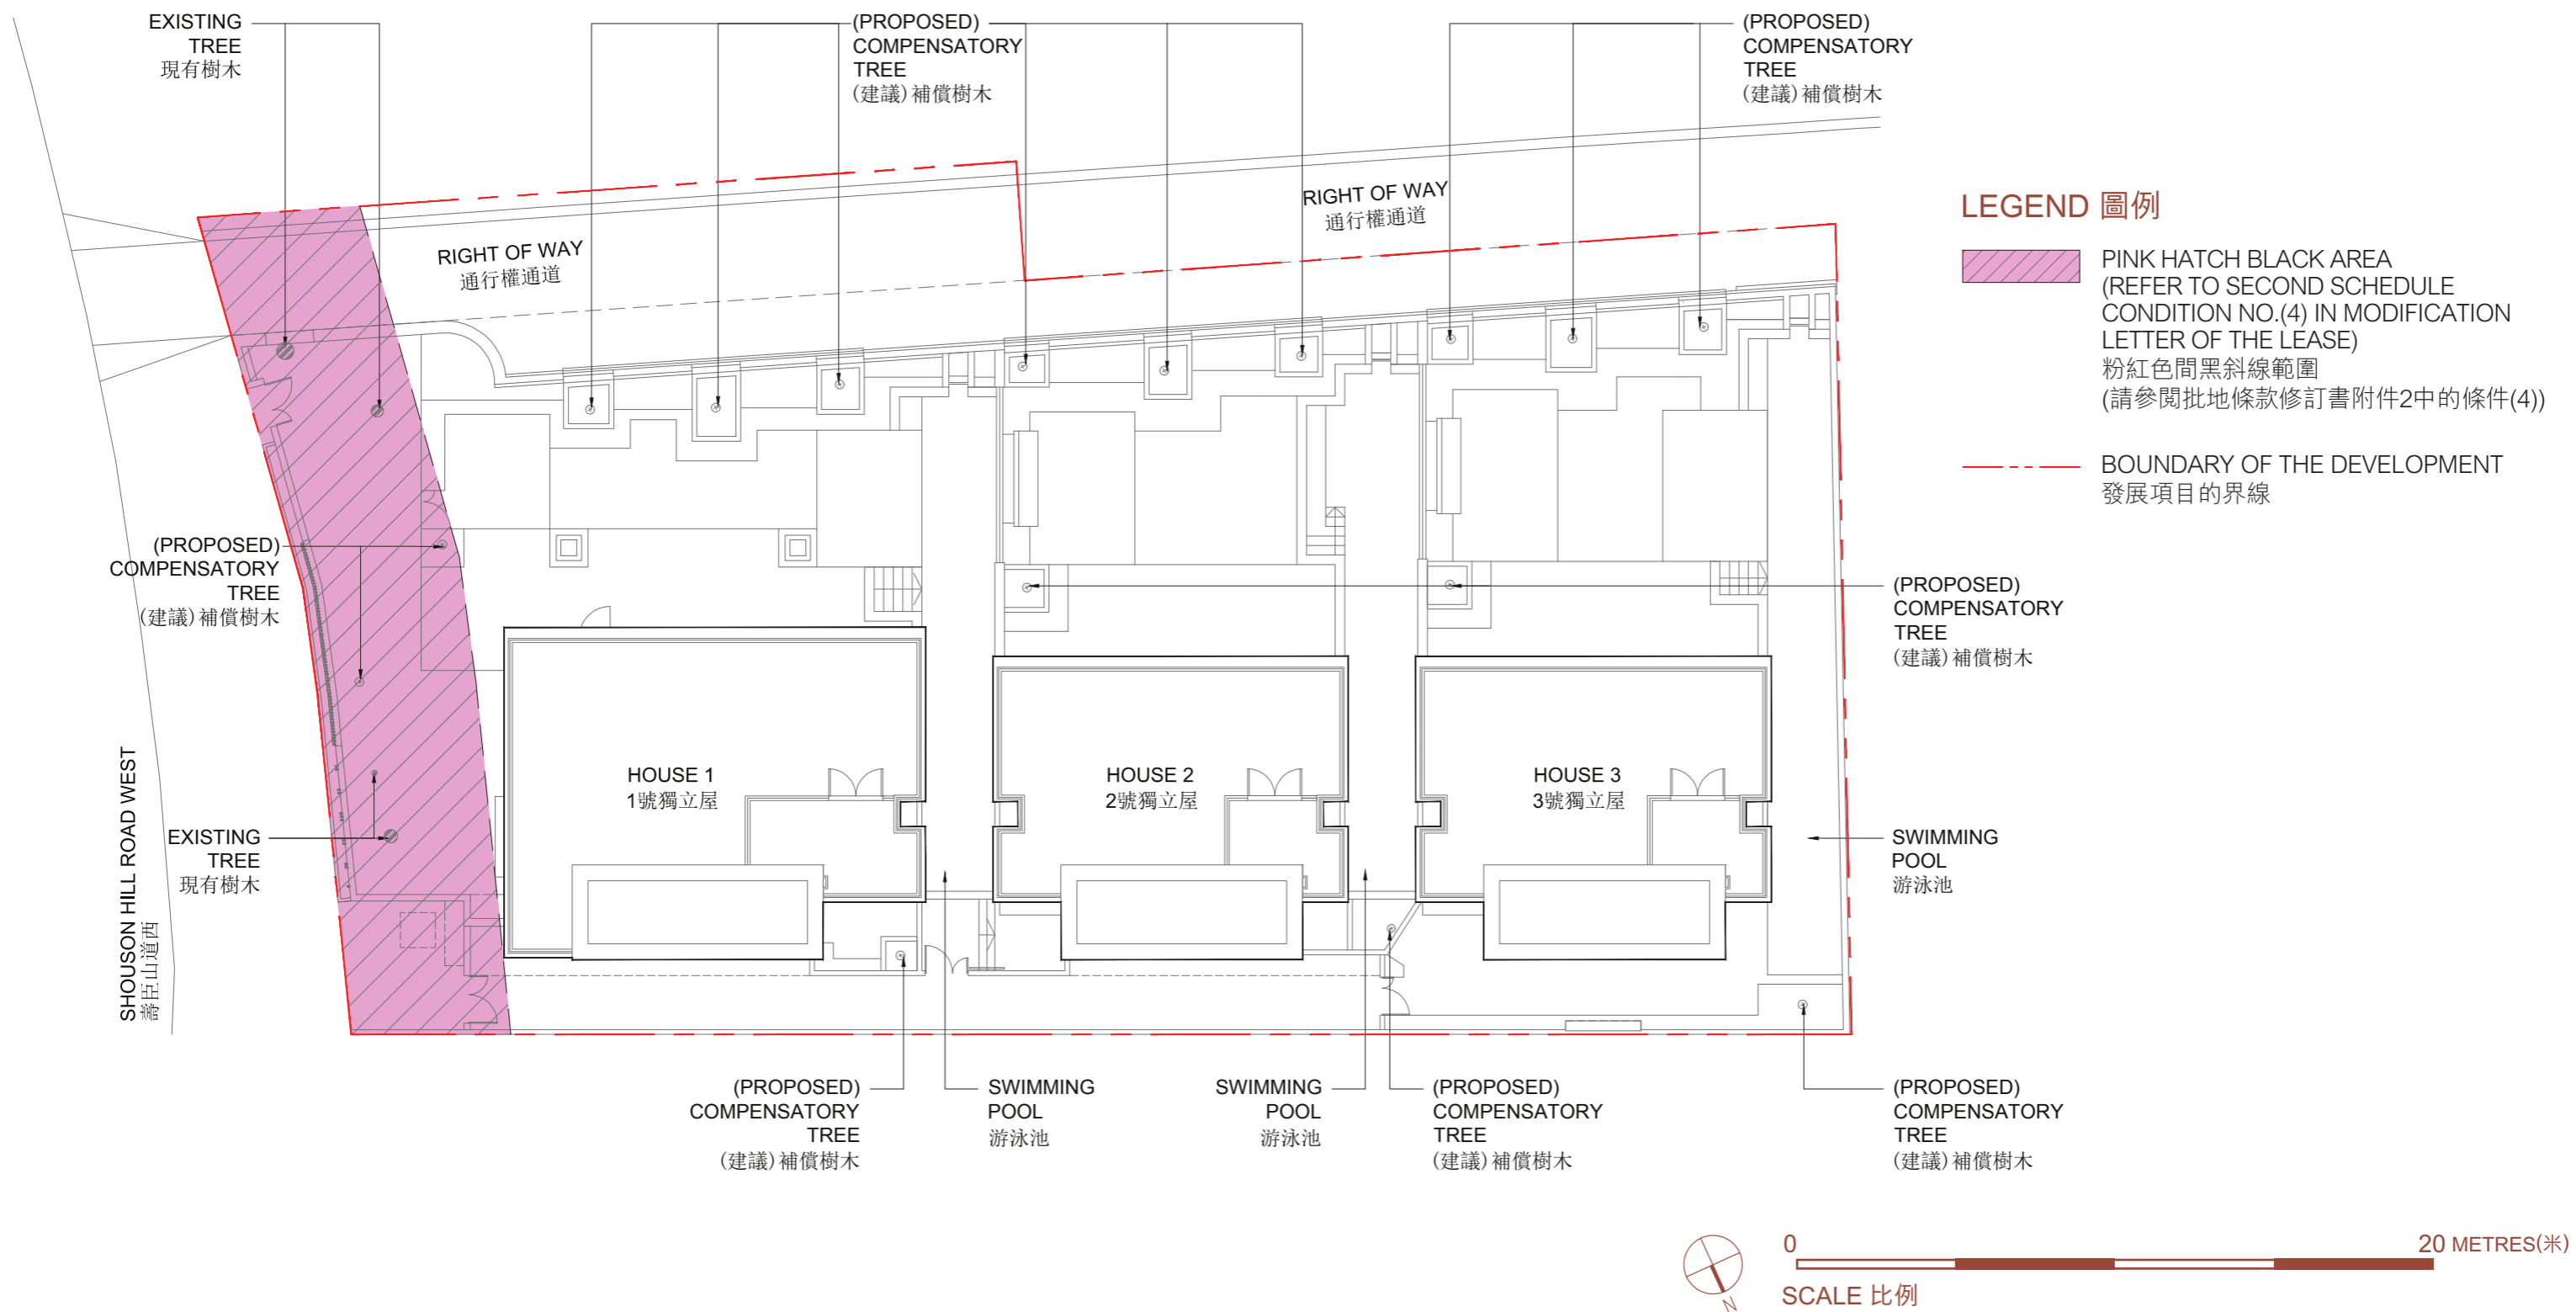 EXISTING
TREE
現有樹木
(PROPOSED)
COMPENSATORY
TREE
(建議)補償樹木
(PROPOSED)
COMPENSATORY
TREE
(建議)補償樹木
RIGHT OF WAY
通行權通道
RIGHT OF WAY
通行權通道
LEGEND 圖例
PINK HATCH BLACK AREA
(REFER TO SECOND SCHEDULE
CONDITION NO.(4) IN MODIFICATION
LETTER OF THE LEASE)
粉紅色間黑斜線範圍
(請參閱批地條款修訂書附件2中的條件(4))
BOUNDARY OF THE DEVELOPMENT
發展項目的界線
(PROPOSED)
COMPENSATORY
TREE
(建議)補償樹木
(PROPOSED)
COMPENSATORY
TREE
(建議)補償樹木
HOUSE 1
1號獨立屋
HOUSE 2
2號獨立屋
HOUSE 3
3號獨立屋
EXISTING
TREE
現有樹木
SWIMMING
POOL
游泳池
SHOUSON HILL ROAD WEST
壽臣山道西
(PROPOSED)
COMPENSATORY
TREE
(建議)補償樹木
SWIMMING
POOL
游泳池
SWIMMING
POOL
游泳池
(PROPOSED)
COMPENSATORY
TREE
(建議)補償樹木
(PROPOSED)
COMPENSATORY
TREE
(建議)補償樹木
N
0
20 METRES(米)
SCALE 比例